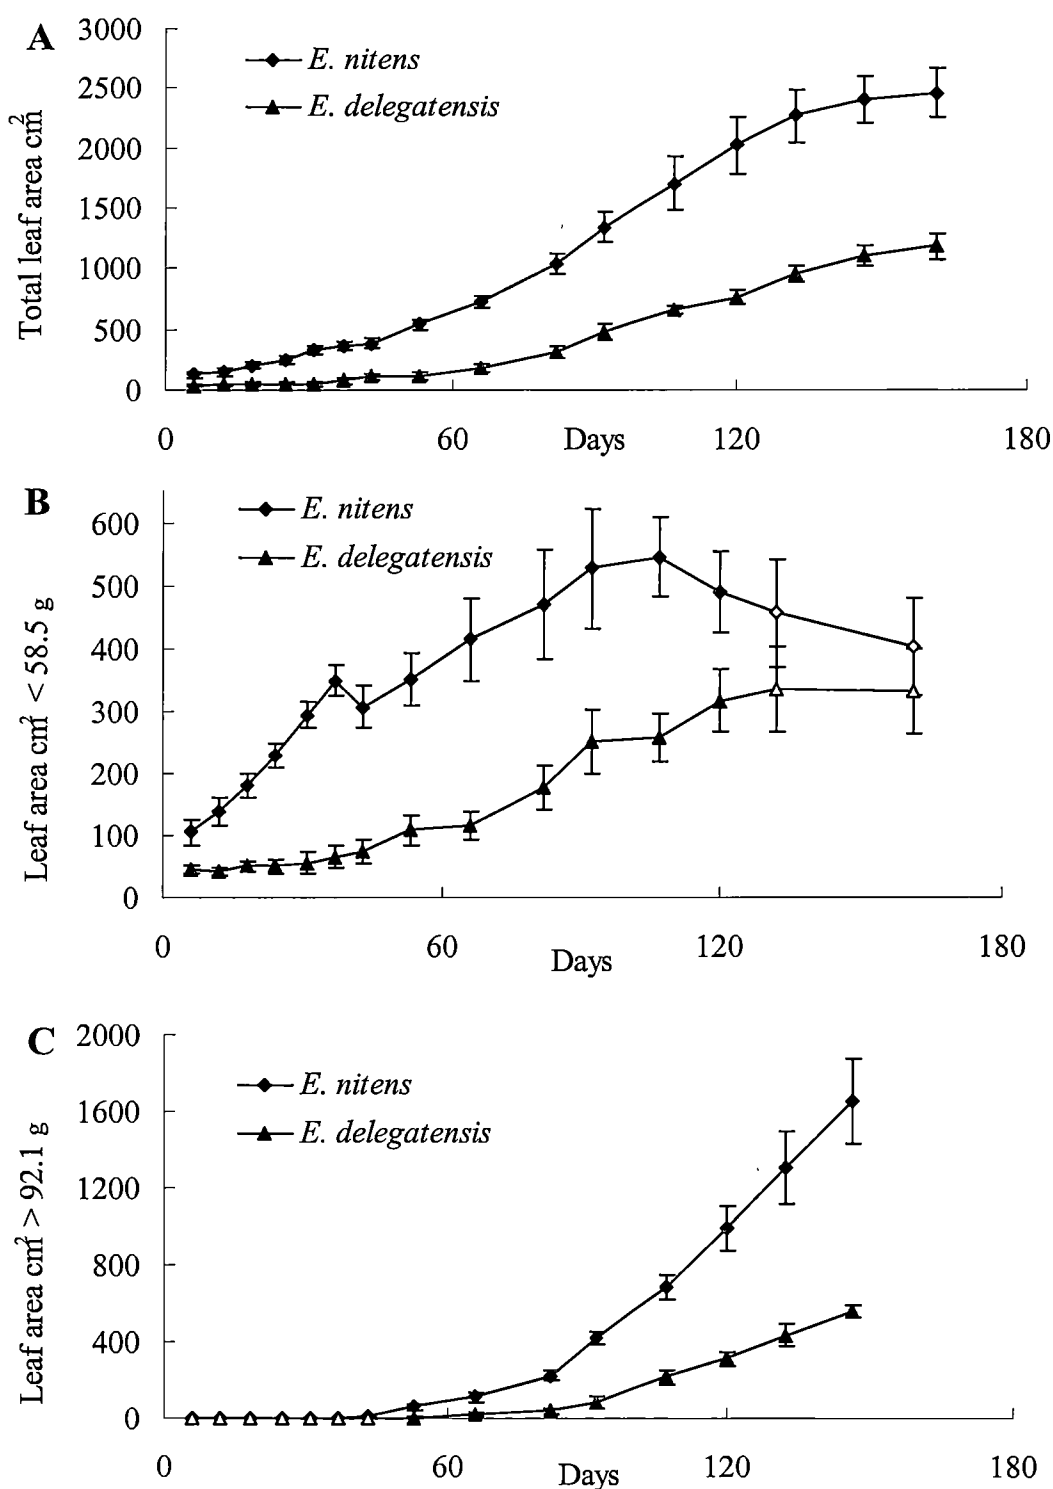 A
3000
2500
2000
1500
1000
500
0
Total leaf area cm²
E. nitens
E. delegatensis
0 60 Days 120 180
B
600
500
400
300
200
100
0
Leaf area cm² < 58.5 g
E. nitens
E. delegatensis
0 60 Days 120 180
C
2000
1600
1200
800
400
0
Leaf area cm² > 92.1 g
E. nitens
E. delegatensis
0 60 Days 120 180